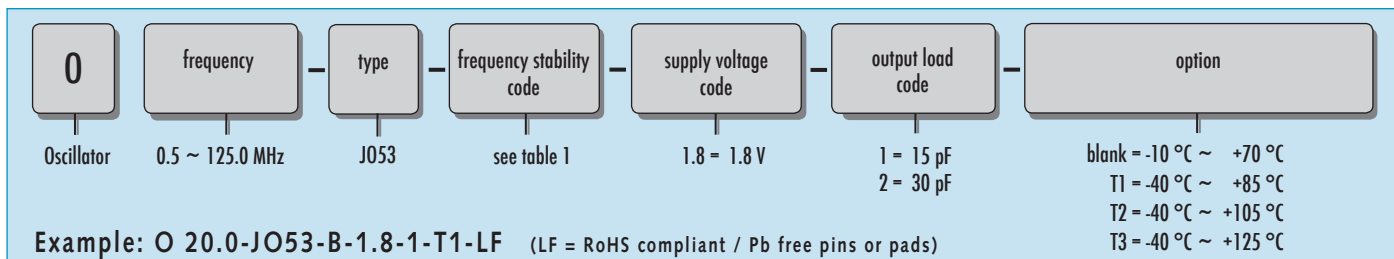 O
frequency
–
type
–
frequency stability
code
–
supply voltage
code
–
output load
code
–
option
Oscillator
0.5 ~ 125.0 MHz
JO53
see table 1
1.8 = 1.8 V
1 = 15 pF
2 = 30 pF
blank = -10 °C ~ +70 °C
T1 = -40 °C ~ +85 °C
T2 = -40 °C ~ +105 °C
T3 = -40 °C ~ +125 °C
Example: O 20.0-JO53-B-1.8-1-T1-LF (LF = RoHS compliant / Pb free pins or pads)